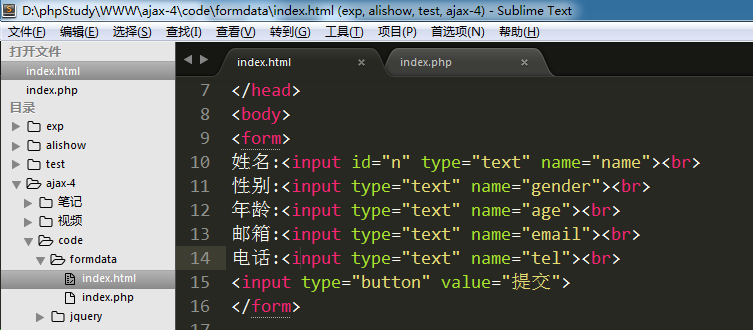 D:\phpStudy\WWW\ajax-4\code\formdata\index.html (exp, alishow, test, ajax-4) - Sublime Text
文件(F) 编辑(E) 选择(S) 查找(I) 查看(V) 转到(G) 工具(T) 项目(P) 首选项(N) 帮助(H)
打开文件
index.html
index.php
目录
exp
alishow
test
ajax-4
笔记
视频
code
formdata
index.html
index.php
jquery
index.html × index.php ×
7 </head>
8 <body>
9 <form>
10 姓名:<input id="n" type="text" name="name"><br>
11 性别:<input type="text" name="gender"><br>
12 年龄:<input type="text" name="age"><br>
13 邮箱:<input type="text" name="email"><br>
14 电话:<input type="text" name="tel"><br>
15 <input type="button" value="提交">
16 </form>
17